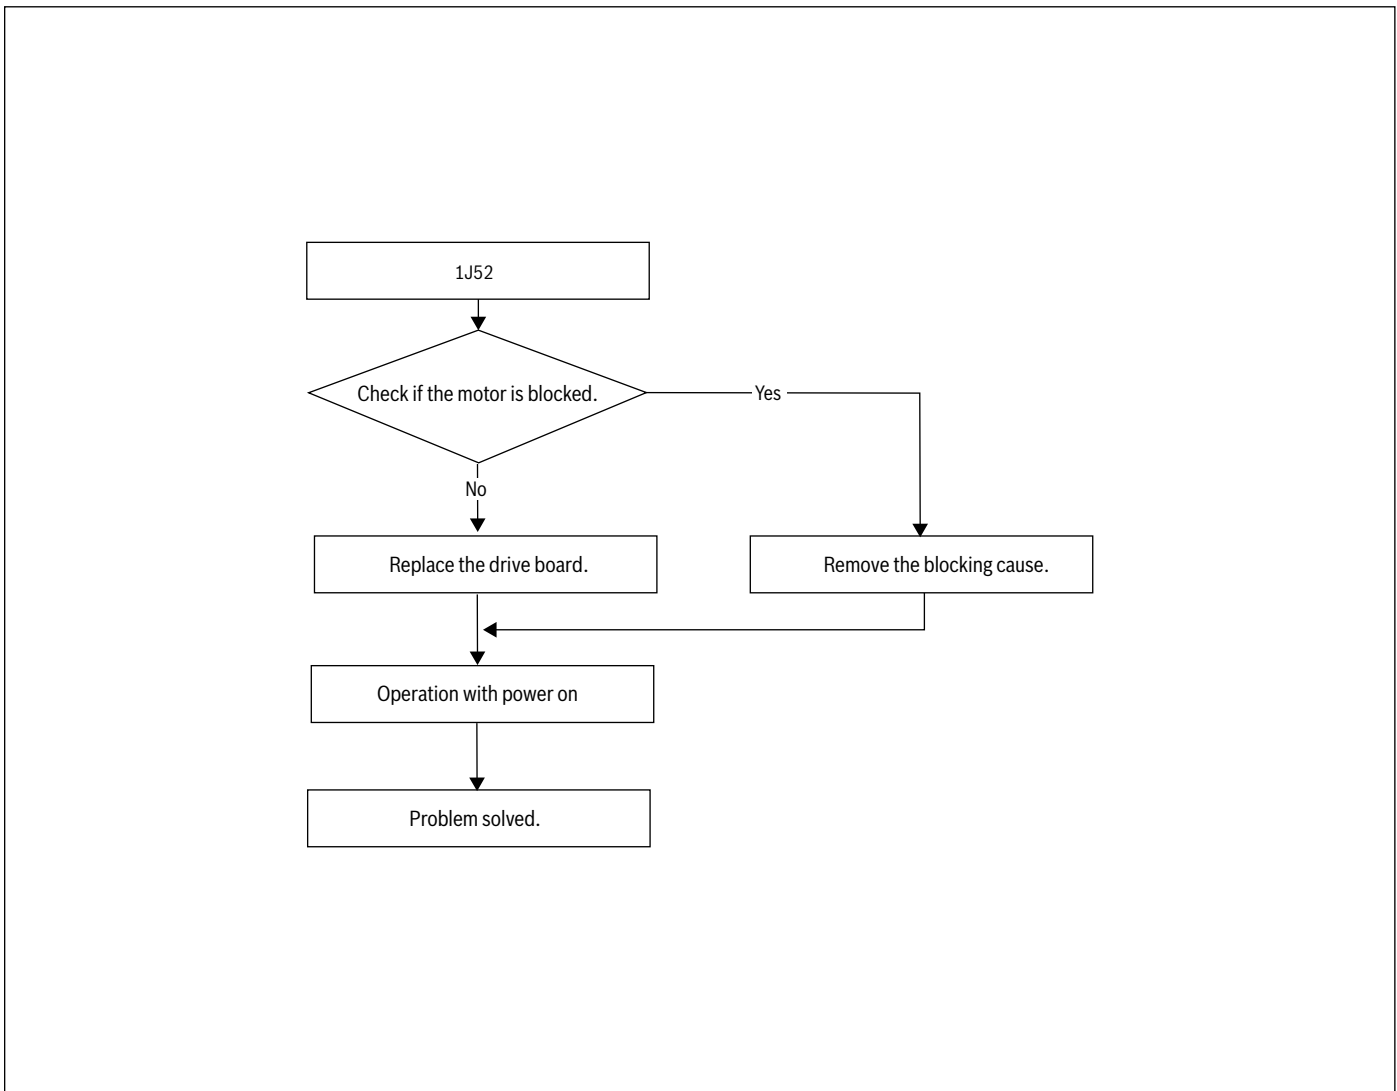 1J52
Check if the motor is blocked.
Yes
No
Replace the drive board.
Remove the blocking cause.
Operation with power on
Problem solved.